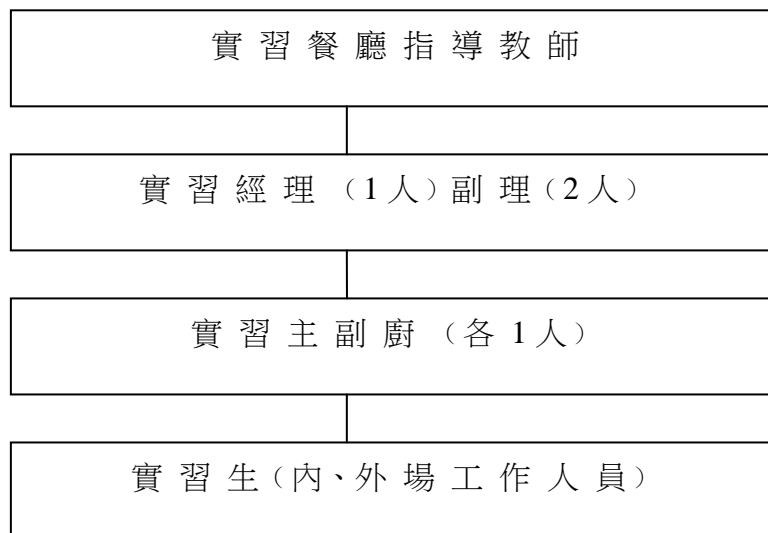 實習餐廳指導教師
實習經理（1人）副理（2人）
實習主副廚（各1人）
實習生（內、外場工作人員）